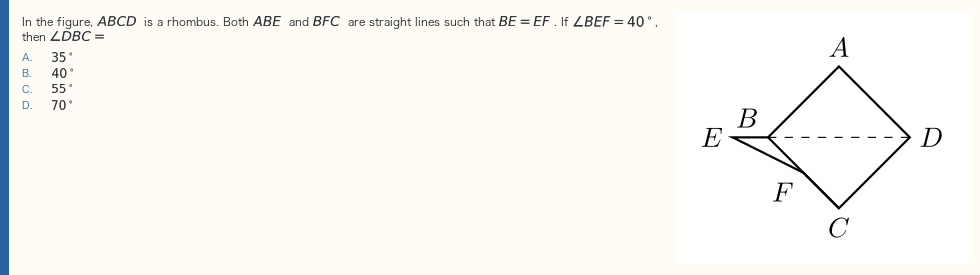 In the figure, ABCD is a rhombus. Both ABE and BFC are straight lines such that BE = EF . If ∠BEF = 40°,
then ∠DBC =
A. 35°
B. 40°
C. 55°
D. 70°
A
B
E
D
F
C